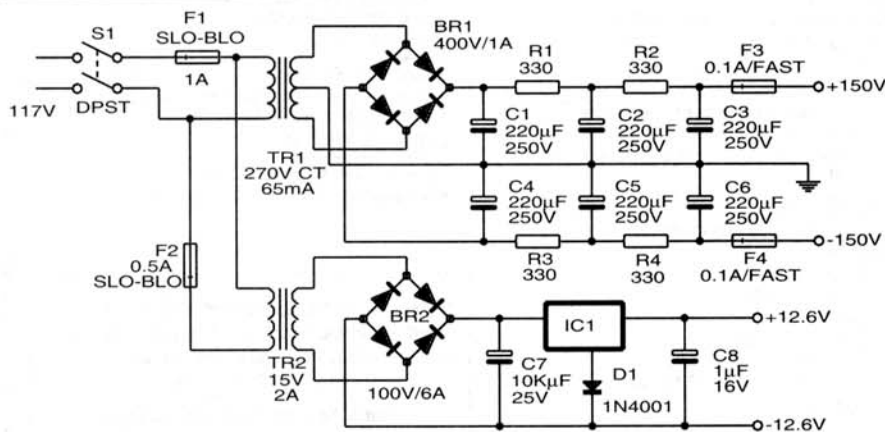 F1
SLO-BLO
1A
S1
DPST
117V
TR1
270V CT
65mA
BR1
400V/1A
R1
330
R2
330
F3
0.1A/FAST
+150V
C1
220µF
250V
C2
220µF
250V
C3
220µF
250V
C4
220µF
250V
C5
220µF
250V
C6
220µF
250V
R3
330
R4
330
F4
0.1A/FAST
-150V
F2
0.5A
SLO-BLO
TR2
15V
2A
BR2
100V/6A
IC1
C7
10KµF
25V
D1
1N4001
C8
1µF
16V
+12.6V
-12.6V